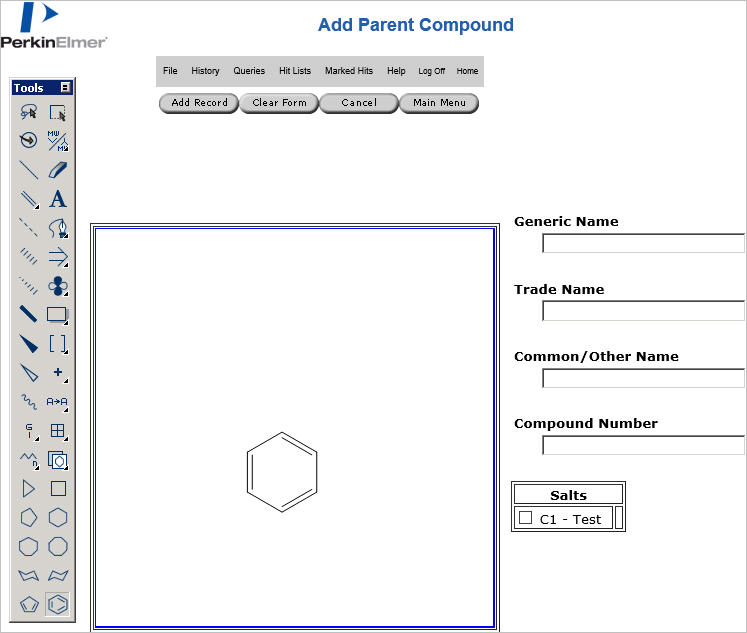 PerkinElmer
Add Parent Compound
File History Queries Hit Lists Marked Hits Help Log Off Home
Add Record Clear Form Cancel Main Menu
Tools
MW
A
A→A
Generic Name
Trade Name
Common/Other Name
Compound Number
Salts
C1 - Test